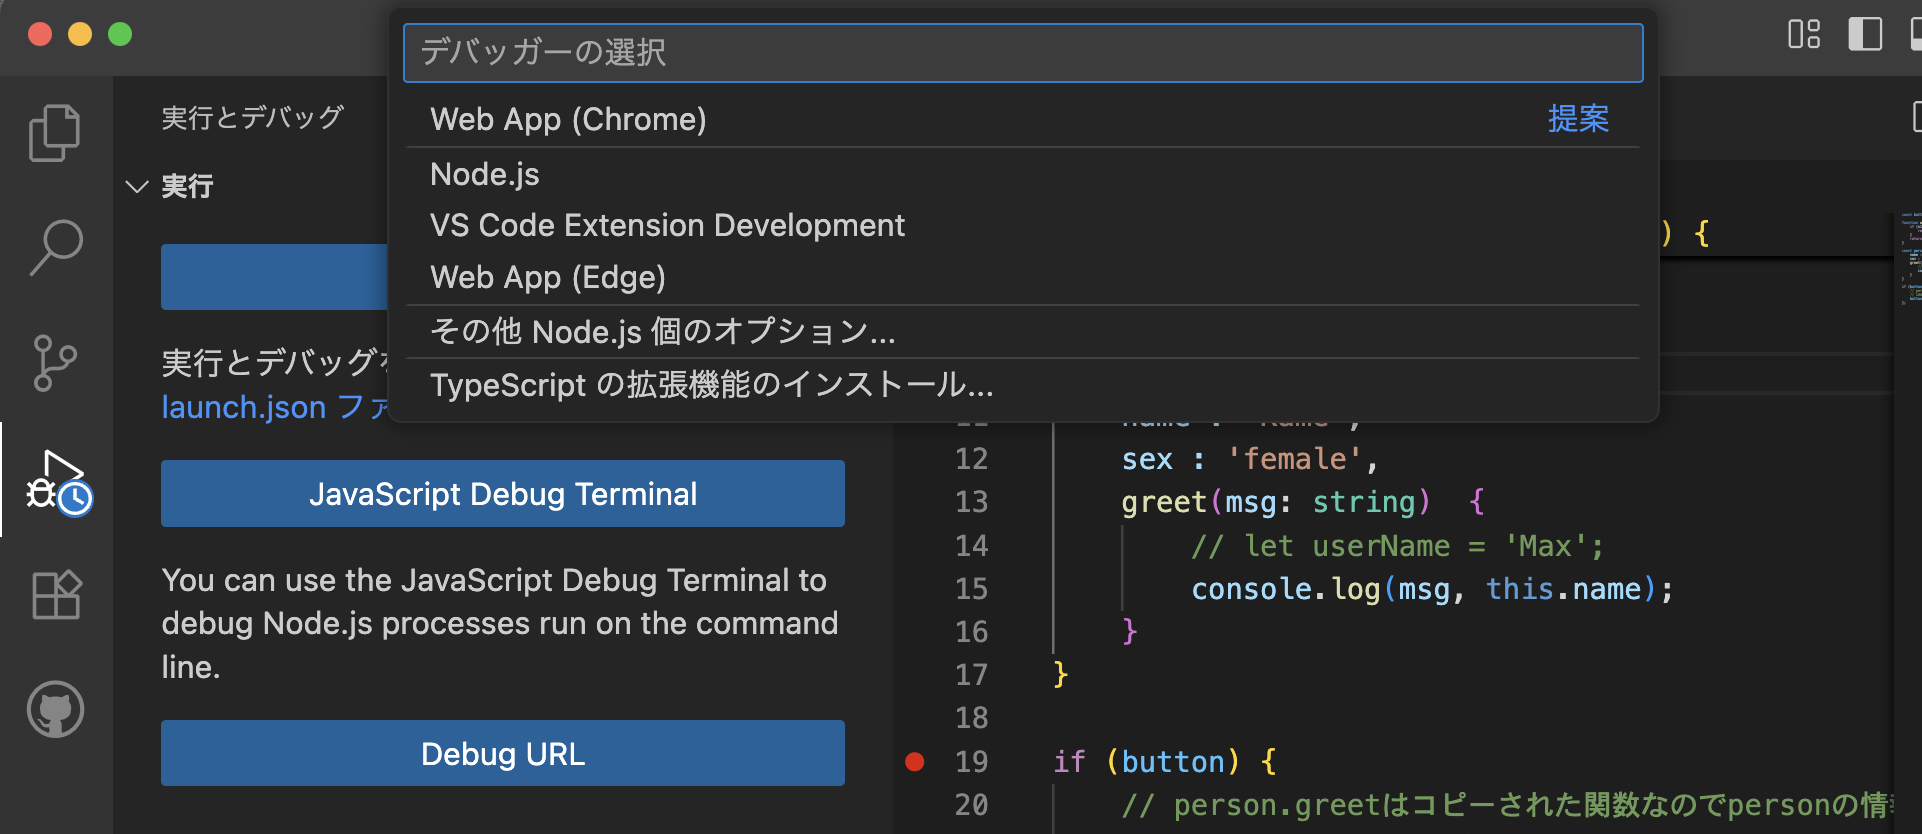 デバッガーの選択
Web App (Chrome)
提案
Node.js
VS Code Extension Development
Web App (Edge)
その他 Node.js 個のオプション...
TypeScript の拡張機能のインストール...
実行とデバッグ
実行
実行とデバッグ
launch.json ファ
JavaScript Debug Terminal
You can use the JavaScript Debug Terminal to
debug Node.js processes run on the command
line.
Debug URL
) {
12 sex : 'female',
13 greet(msg: string) {
14 // let userName = 'Max';
15 console.log(msg, this.name);
16 }
17 }
18
19 if (button) {
20 // person.greetはコピーされた関数なのでpersonの情